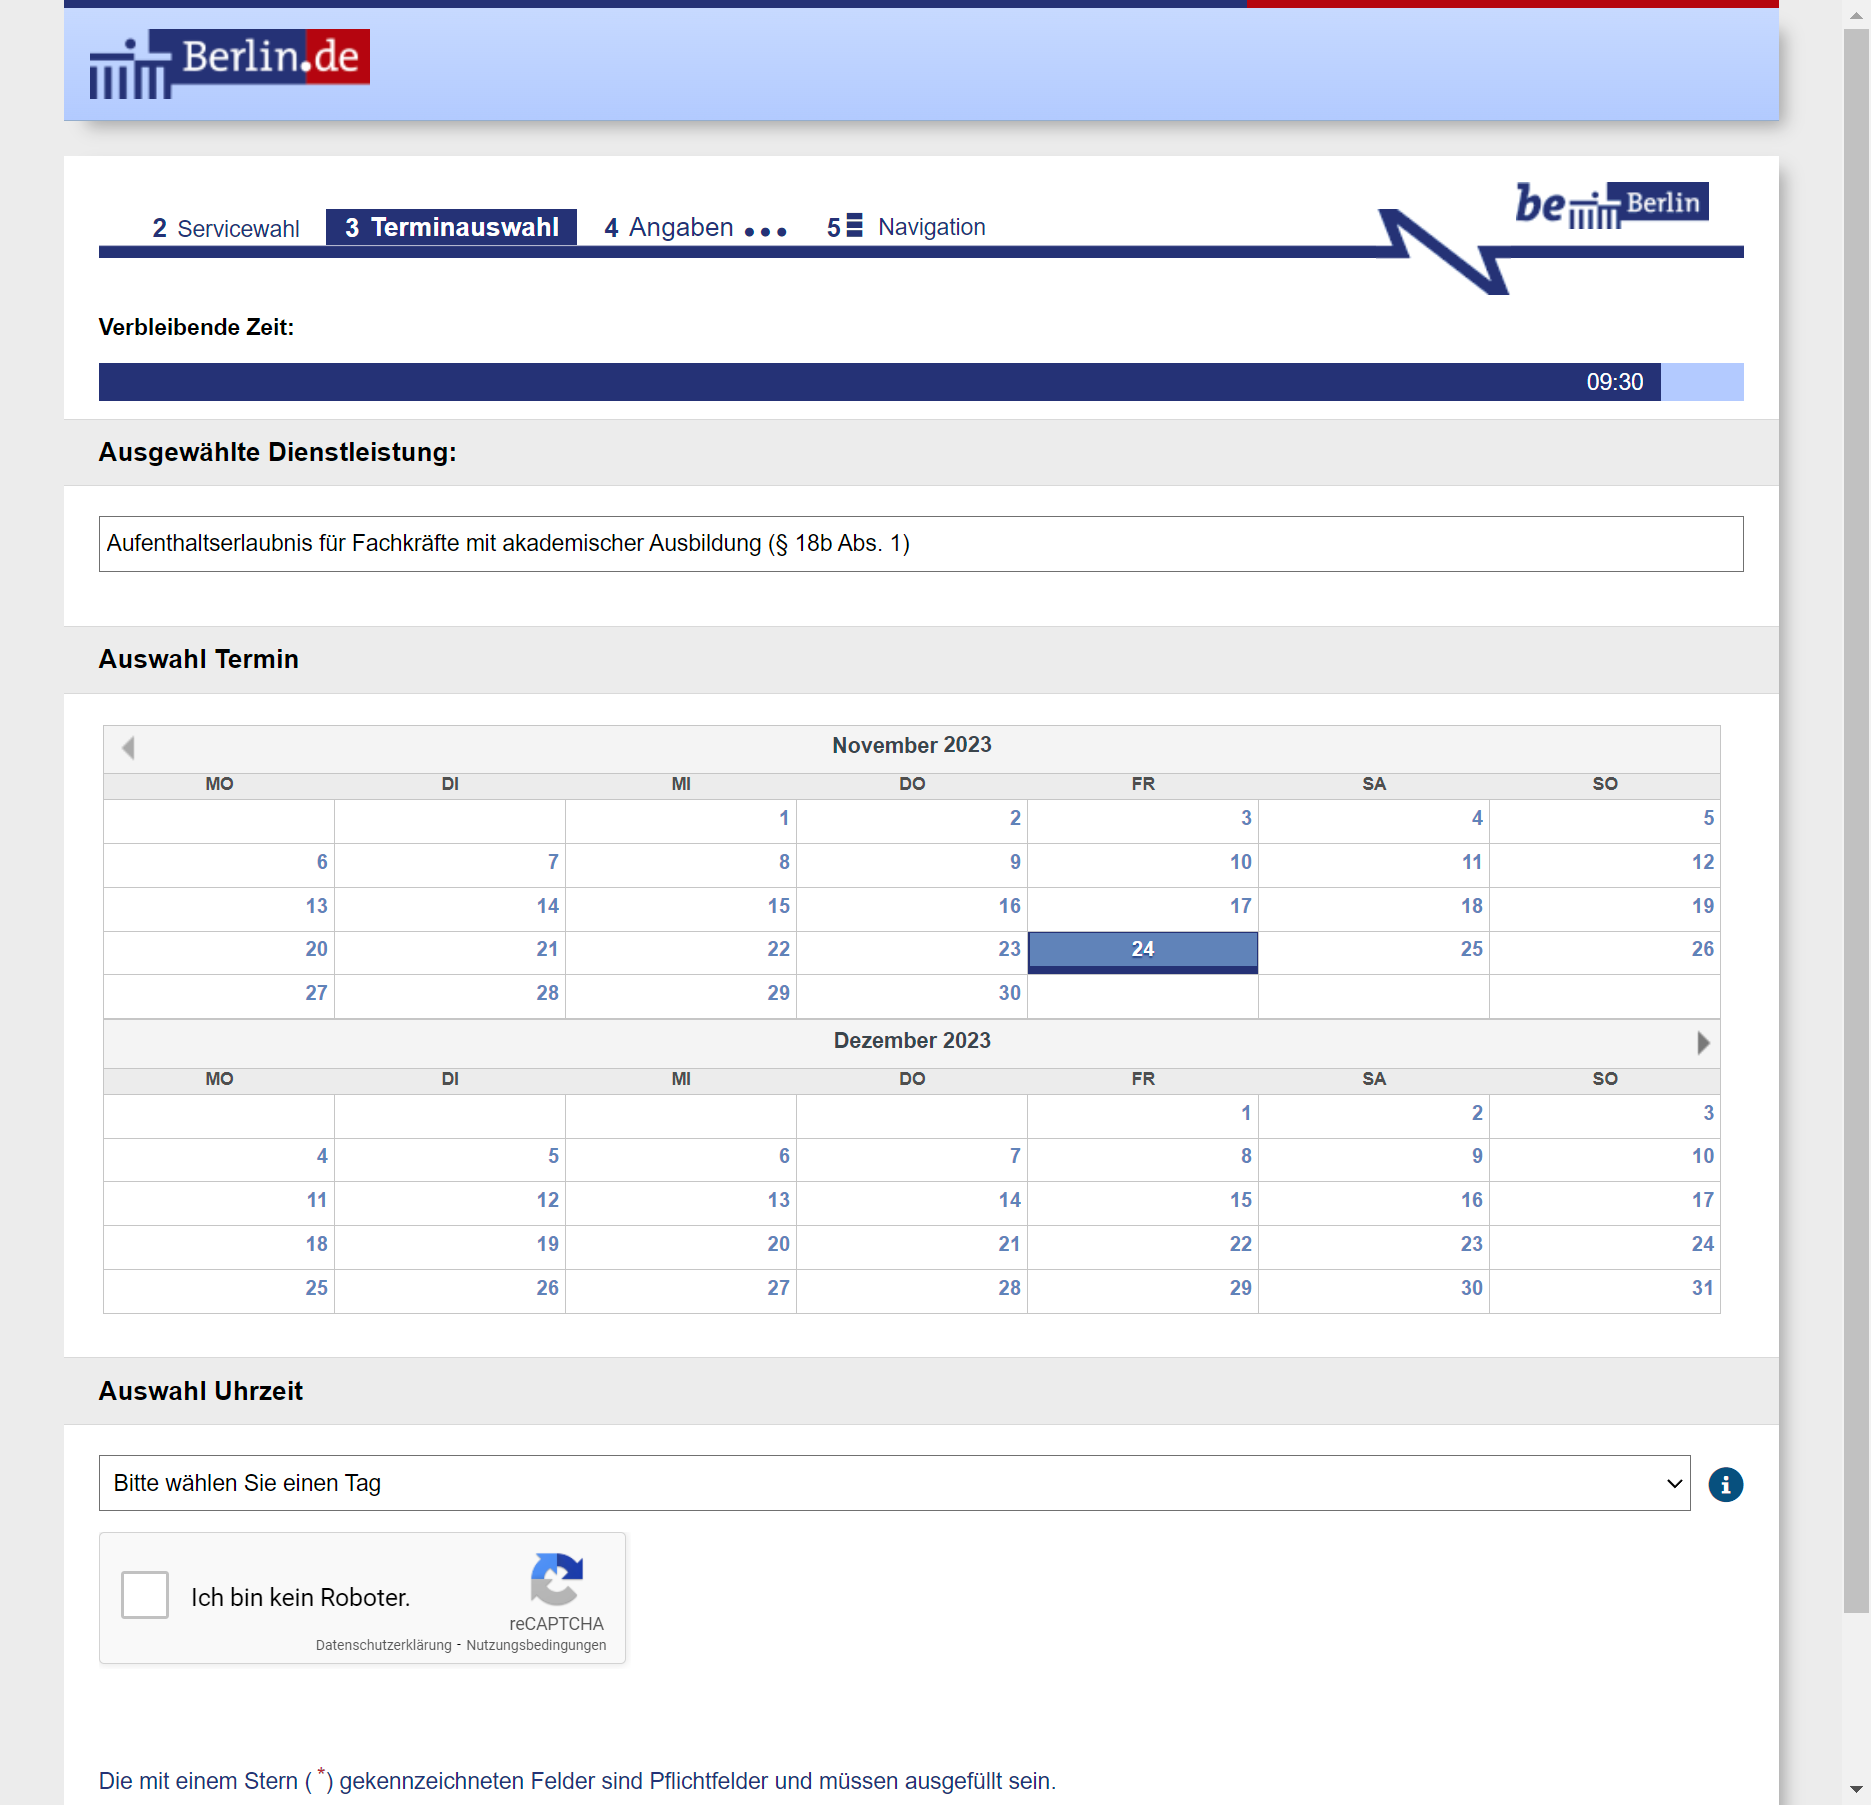 Berlin.de
be Berlin
2 Servicewahl 3 Terminauswahl 4 Angaben ... 5 Navigation
Verbleibende Zeit:
09:30
Ausgewählte Dienstleistung:
Aufenthaltserlaubnis für Fachkräfte mit akademischer Ausbildung (§ 18b Abs. 1)
Auswahl Termin
November 2023
MO DI MI DO FR SA SO
1 2 3 4 5
6 7 8 9 10 11 12
13 14 15 16 17 18 19
20 21 22 23 24 25 26
27 28 29 30
Dezember 2023
MO DI MI DO FR SA SO
1 2 3
4 5 6 7 8 9 10
11 12 13 14 15 16 17
18 19 20 21 22 23 24
25 26 27 28 29 30 31
Auswahl Uhrzeit
Bitte wählen Sie einen Tag
i
Ich bin kein Roboter.
reCAPTCHA
Datenschutzerklärung - Nutzungsbedingungen
Die mit einem Stern ( *) gekennzeichneten Felder sind Pflichtfelder und müssen ausgefüllt sein.